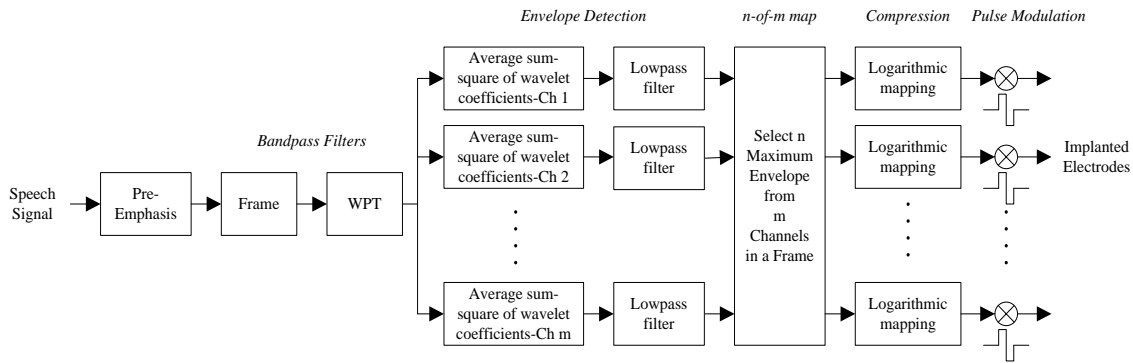 Envelope Detection
n-of-m map
Compression
Pulse Modulation
Bandpass Filters
Speech
Signal
Pre-
Emphasis
Frame
WPT
Average sum-
square of wavelet
coefficients-Ch 1
Lowpass
filter
Average sum-
square of wavelet
coefficients-Ch 2
Lowpass
filter
Average sum-
square of wavelet
coefficients-Ch m
Lowpass
filter
Select n
Maximum
Envelope
from
m
Channels
in a Frame
Logarithmic
mapping
Logarithmic
mapping
Logarithmic
mapping
Implanted
Electrodes